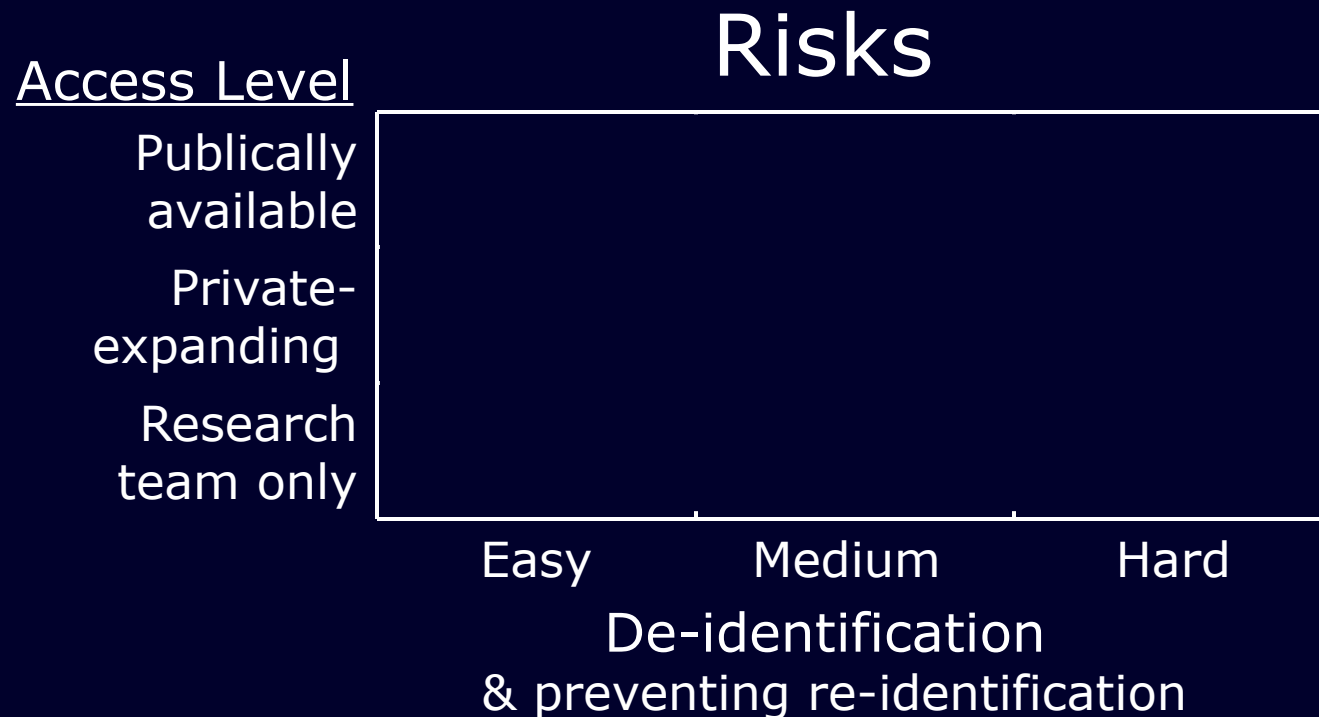 Risks
Access Level
Publically
available
Private-
expanding
Research
team only
Easy Medium Hard
De-identification
& preventing re-identification